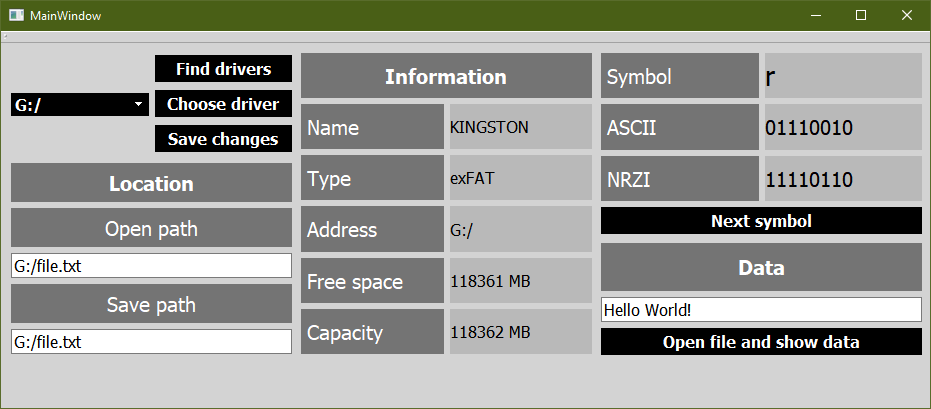 MainWindow
Find drivers
G:/
Choose driver
Save changes
Location
Open path
G:/file.txt
Save path
G:/file.txt
Information
Name KINGSTON
Type exFAT
Address G:/
Free space 118361 MB
Capacity 118362 MB
Symbol r
ASCII 01110010
NRZI 11110110
Next symbol
Data
Hello World!
Open file and show data